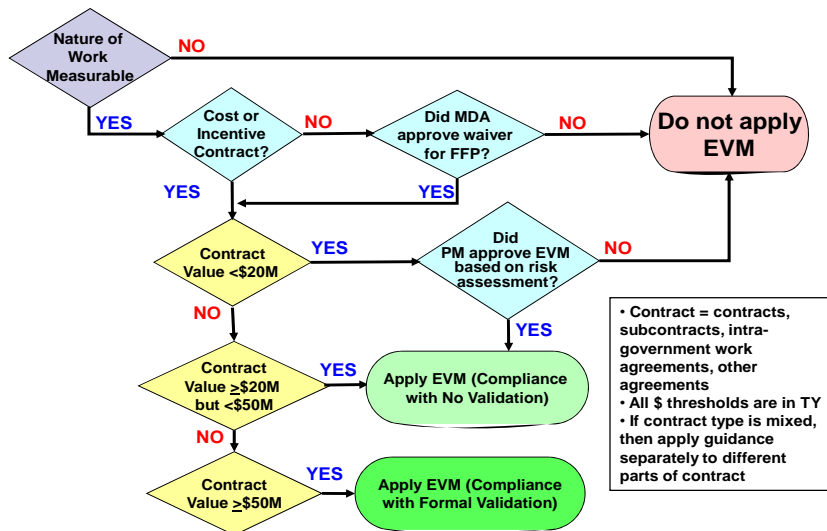 Nature of
Work
Measurable
NO
YES
Cost or
Incentive
Contract?
NO
Did MDA
approve waiver
for FFP?
NO
Do not apply
EVM
YES
YES
Contract
Value <$20M
YES
Did
PM approve EVM
based on risk
assessment?
NO
NO
YES
Contract
Value ≥$20M
but <$50M
YES
Apply EVM (Compliance
with No Validation)
NO
Contract
Value ≥$50M
YES
Apply EVM (Compliance
with Formal Validation)
• Contract = contracts,
subcontracts, intra-
government work
agreements, other
agreements
• All $ thresholds are in TY
• If contract type is mixed,
then apply guidance
separately to different
parts of contract